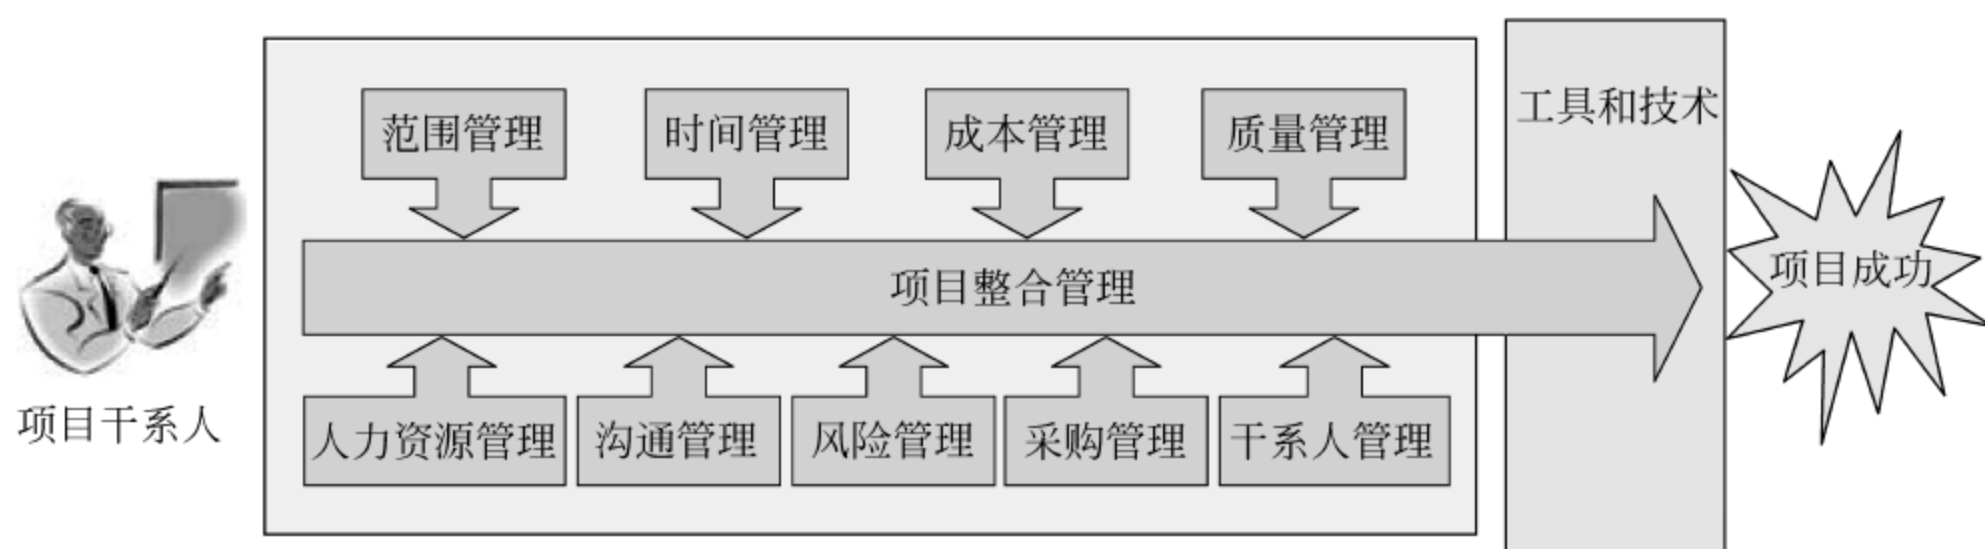 范围管理
时间管理
成本管理
质量管理
工具和技术
项目整合管理
项目成功
项目干系人
人力资源管理
沟通管理
风险管理
采购管理
干系人管理